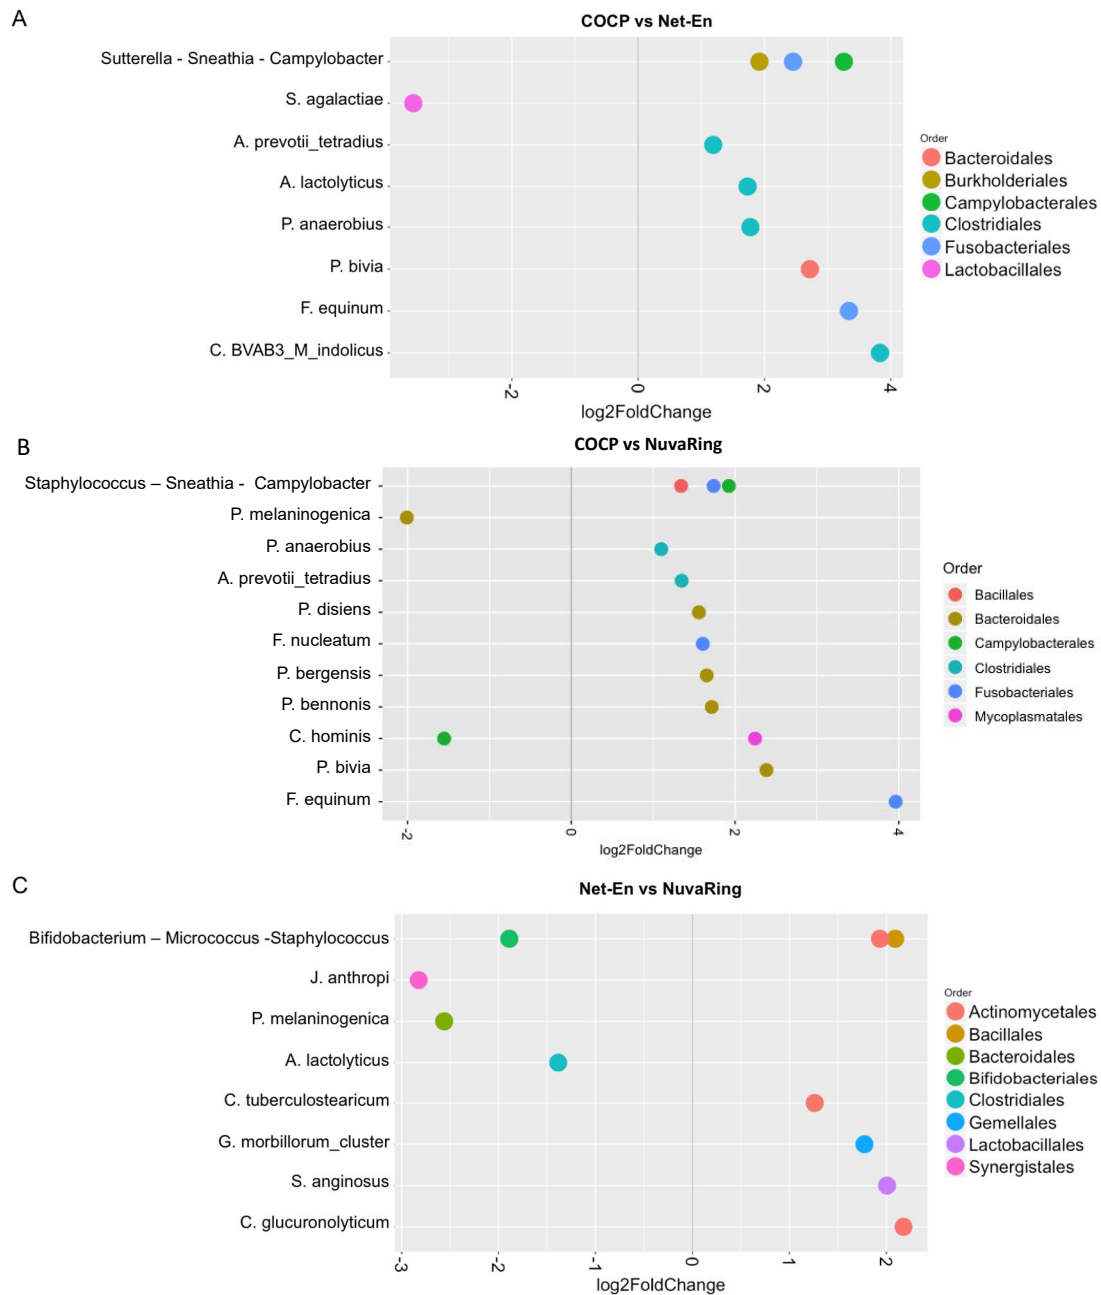 A
COCP vs Net-En
Sutterella - Sneathia - Campylobacter
S. agalactiae
A. prevotii_tetradius
A. lactolyticus
P. anaerobius
P. bivia
F. equinum
C. BVAB3_M_indolicus
-2
0
2
4
log2FoldChange
Order
Bacteroidales
Burkholderiales
Campylobacterales
Clostridiales
Fusobacteriales
Lactobacillales
B
COCP vs NuvaRing
Staphylococcus – Sneathia - Campylobacter
P. melaninogenica
P. anaerobius
A. prevotii_tetradius
P. disiens
F. nucleatum
P. bergensis
P. bennonis
C. hominis
P. bivia
F. equinum
-2
0
2
4
log2FoldChange
Order
Bacillales
Bacteroidales
Campylobacterales
Clostridiales
Fusobacteriales
Mycoplasmatales
C
Net-En vs NuvaRing
Bifidobacterium – Micrococcus -Staphylococcus
J. anthropi
P. melaninogenica
A. lactolyticus
C. tuberculostearicum
G. morbillorum_cluster
S. anginosus
C. glucuronolyticum
-3
-2
-1
0
1
2
log2FoldChange
Order
Actinomycetales
Bacillales
Bacteroidales
Bifidobacteriales
Clostridiales
Gemellales
Lactobacillales
Synergistales